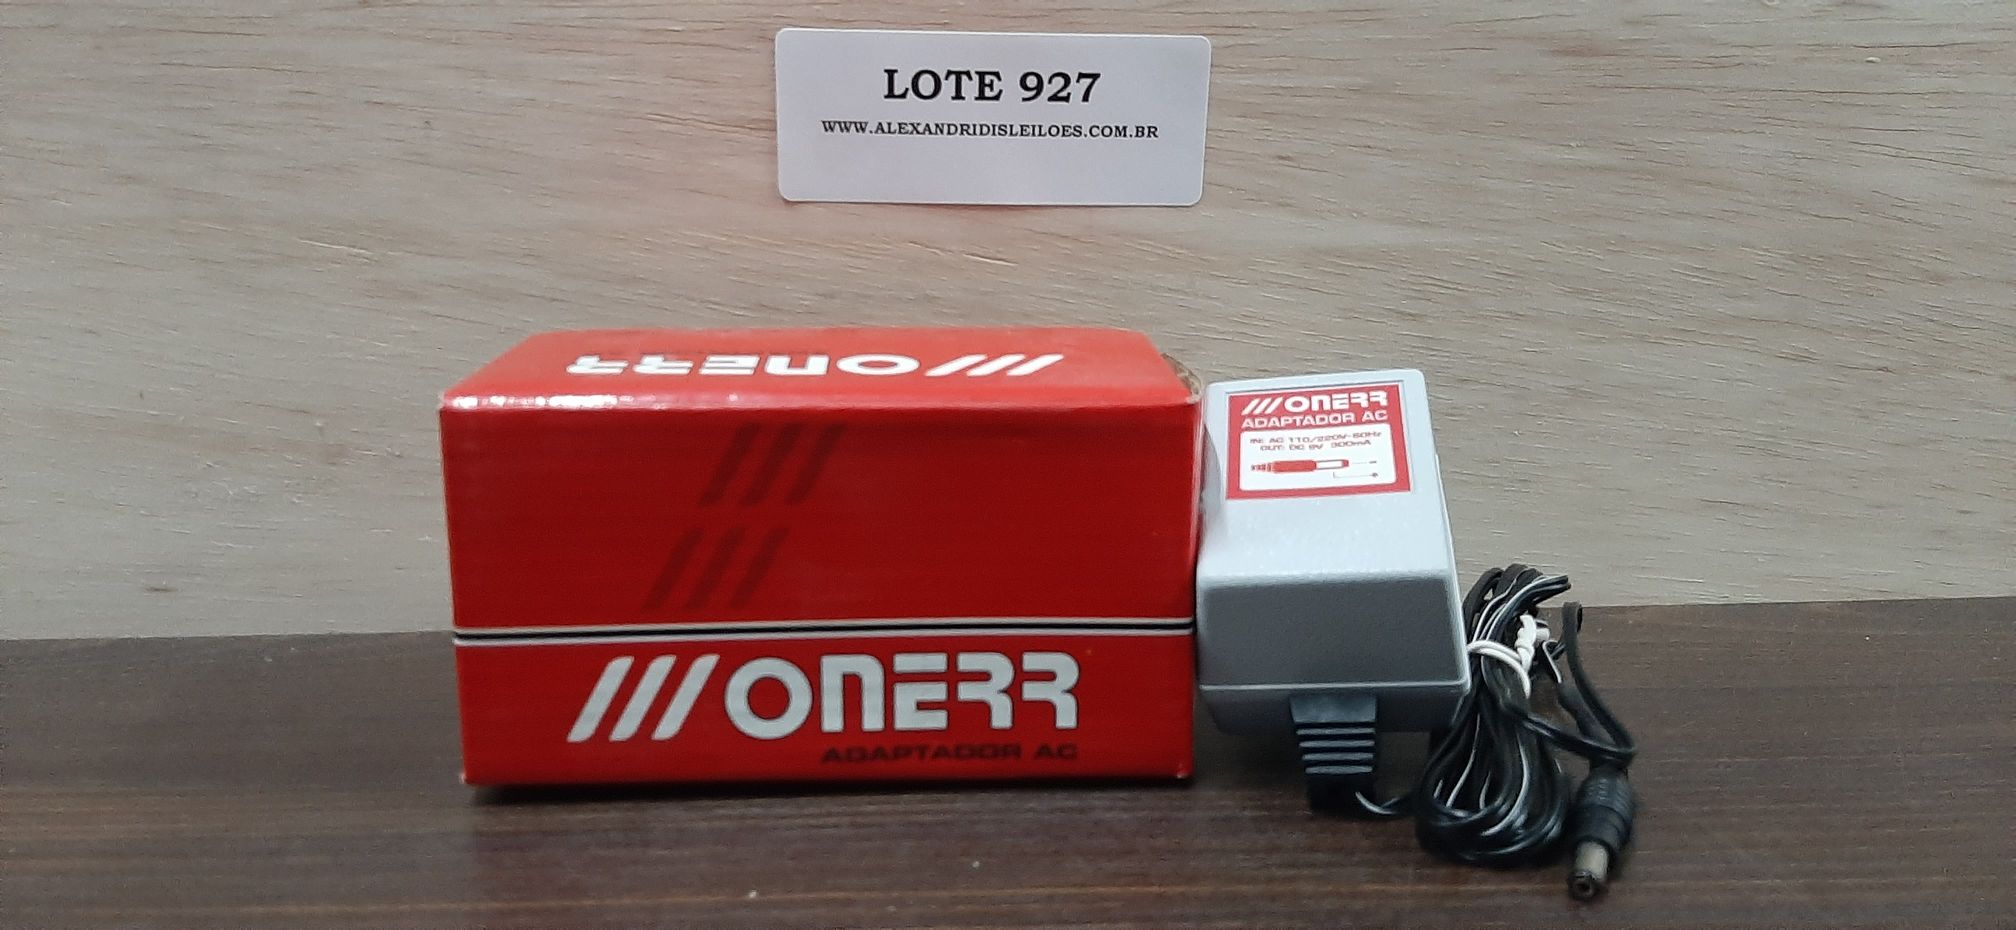 LOTE 927
WWW.ALEXANDRIDISLEILOES.COM.BR
ONERR
ONERR
ADAPTADOR AC
IN: AC 110/220V-60Hz
OUT: DC 9V 300mA
ONERR
ADAPTADOR AC